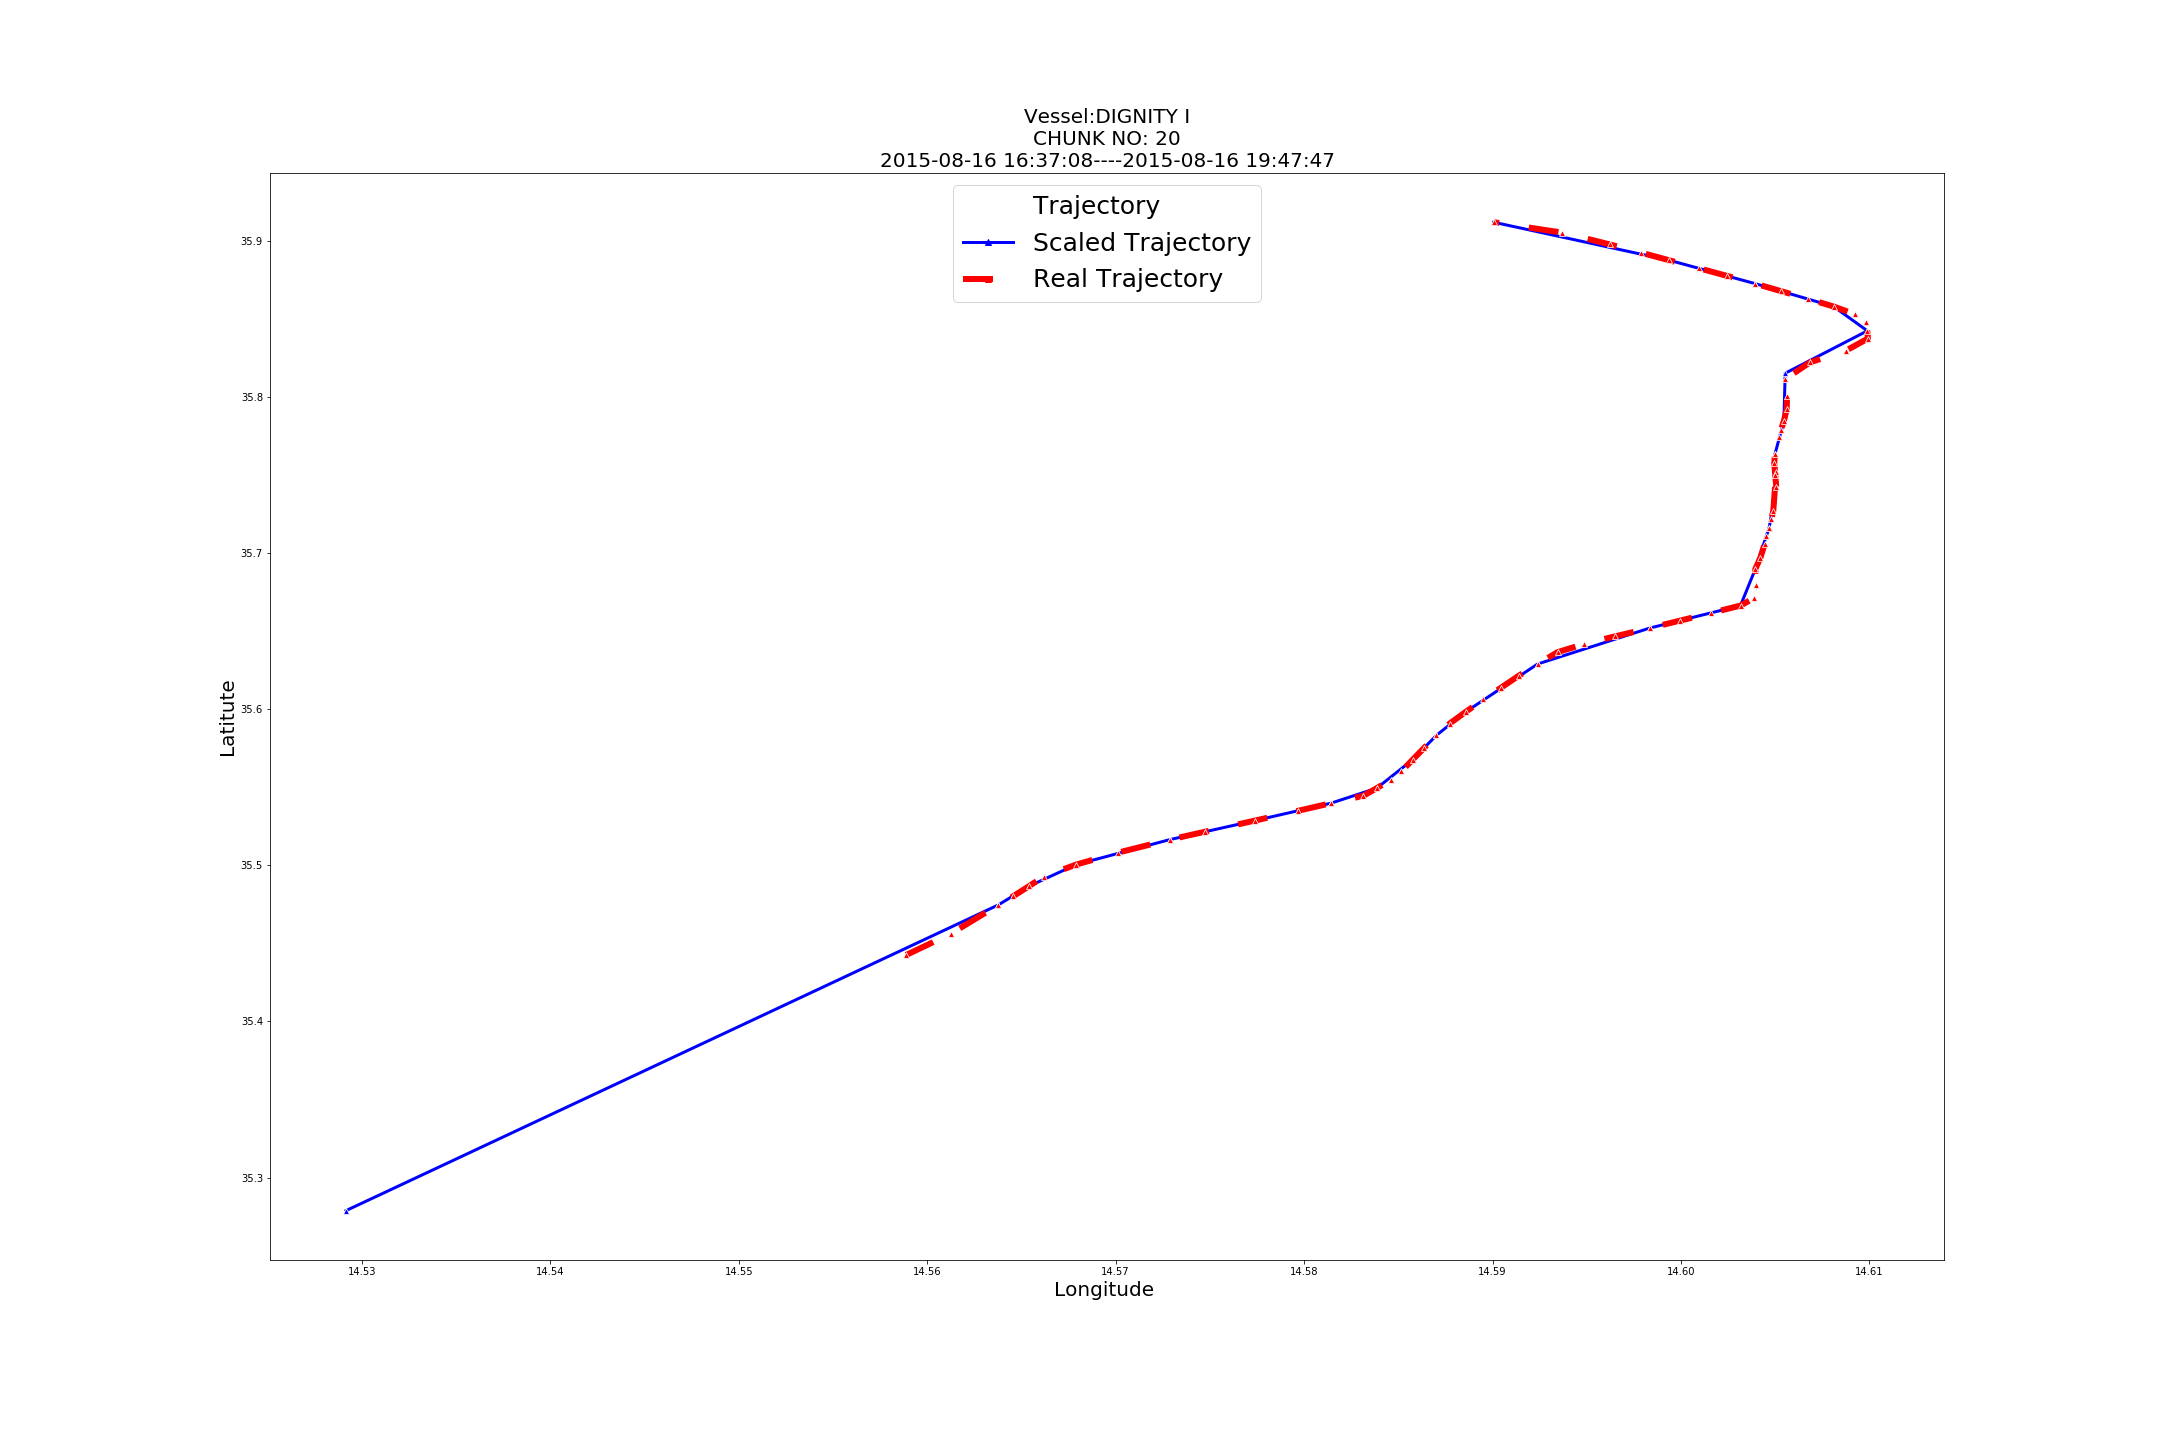 Vessel:DIGNITY I
CHUNK NO: 20
2015-08-16 16:37:08----2015-08-16 19:47:47
Trajectory
Scaled Trajectory
Real Trajectory
35.9
35.8
35.7
35.6
35.5
35.4
35.3
Latitute
14.53 14.54 14.55 14.56 14.57 14.58 14.59 14.60 14.61
Longitude